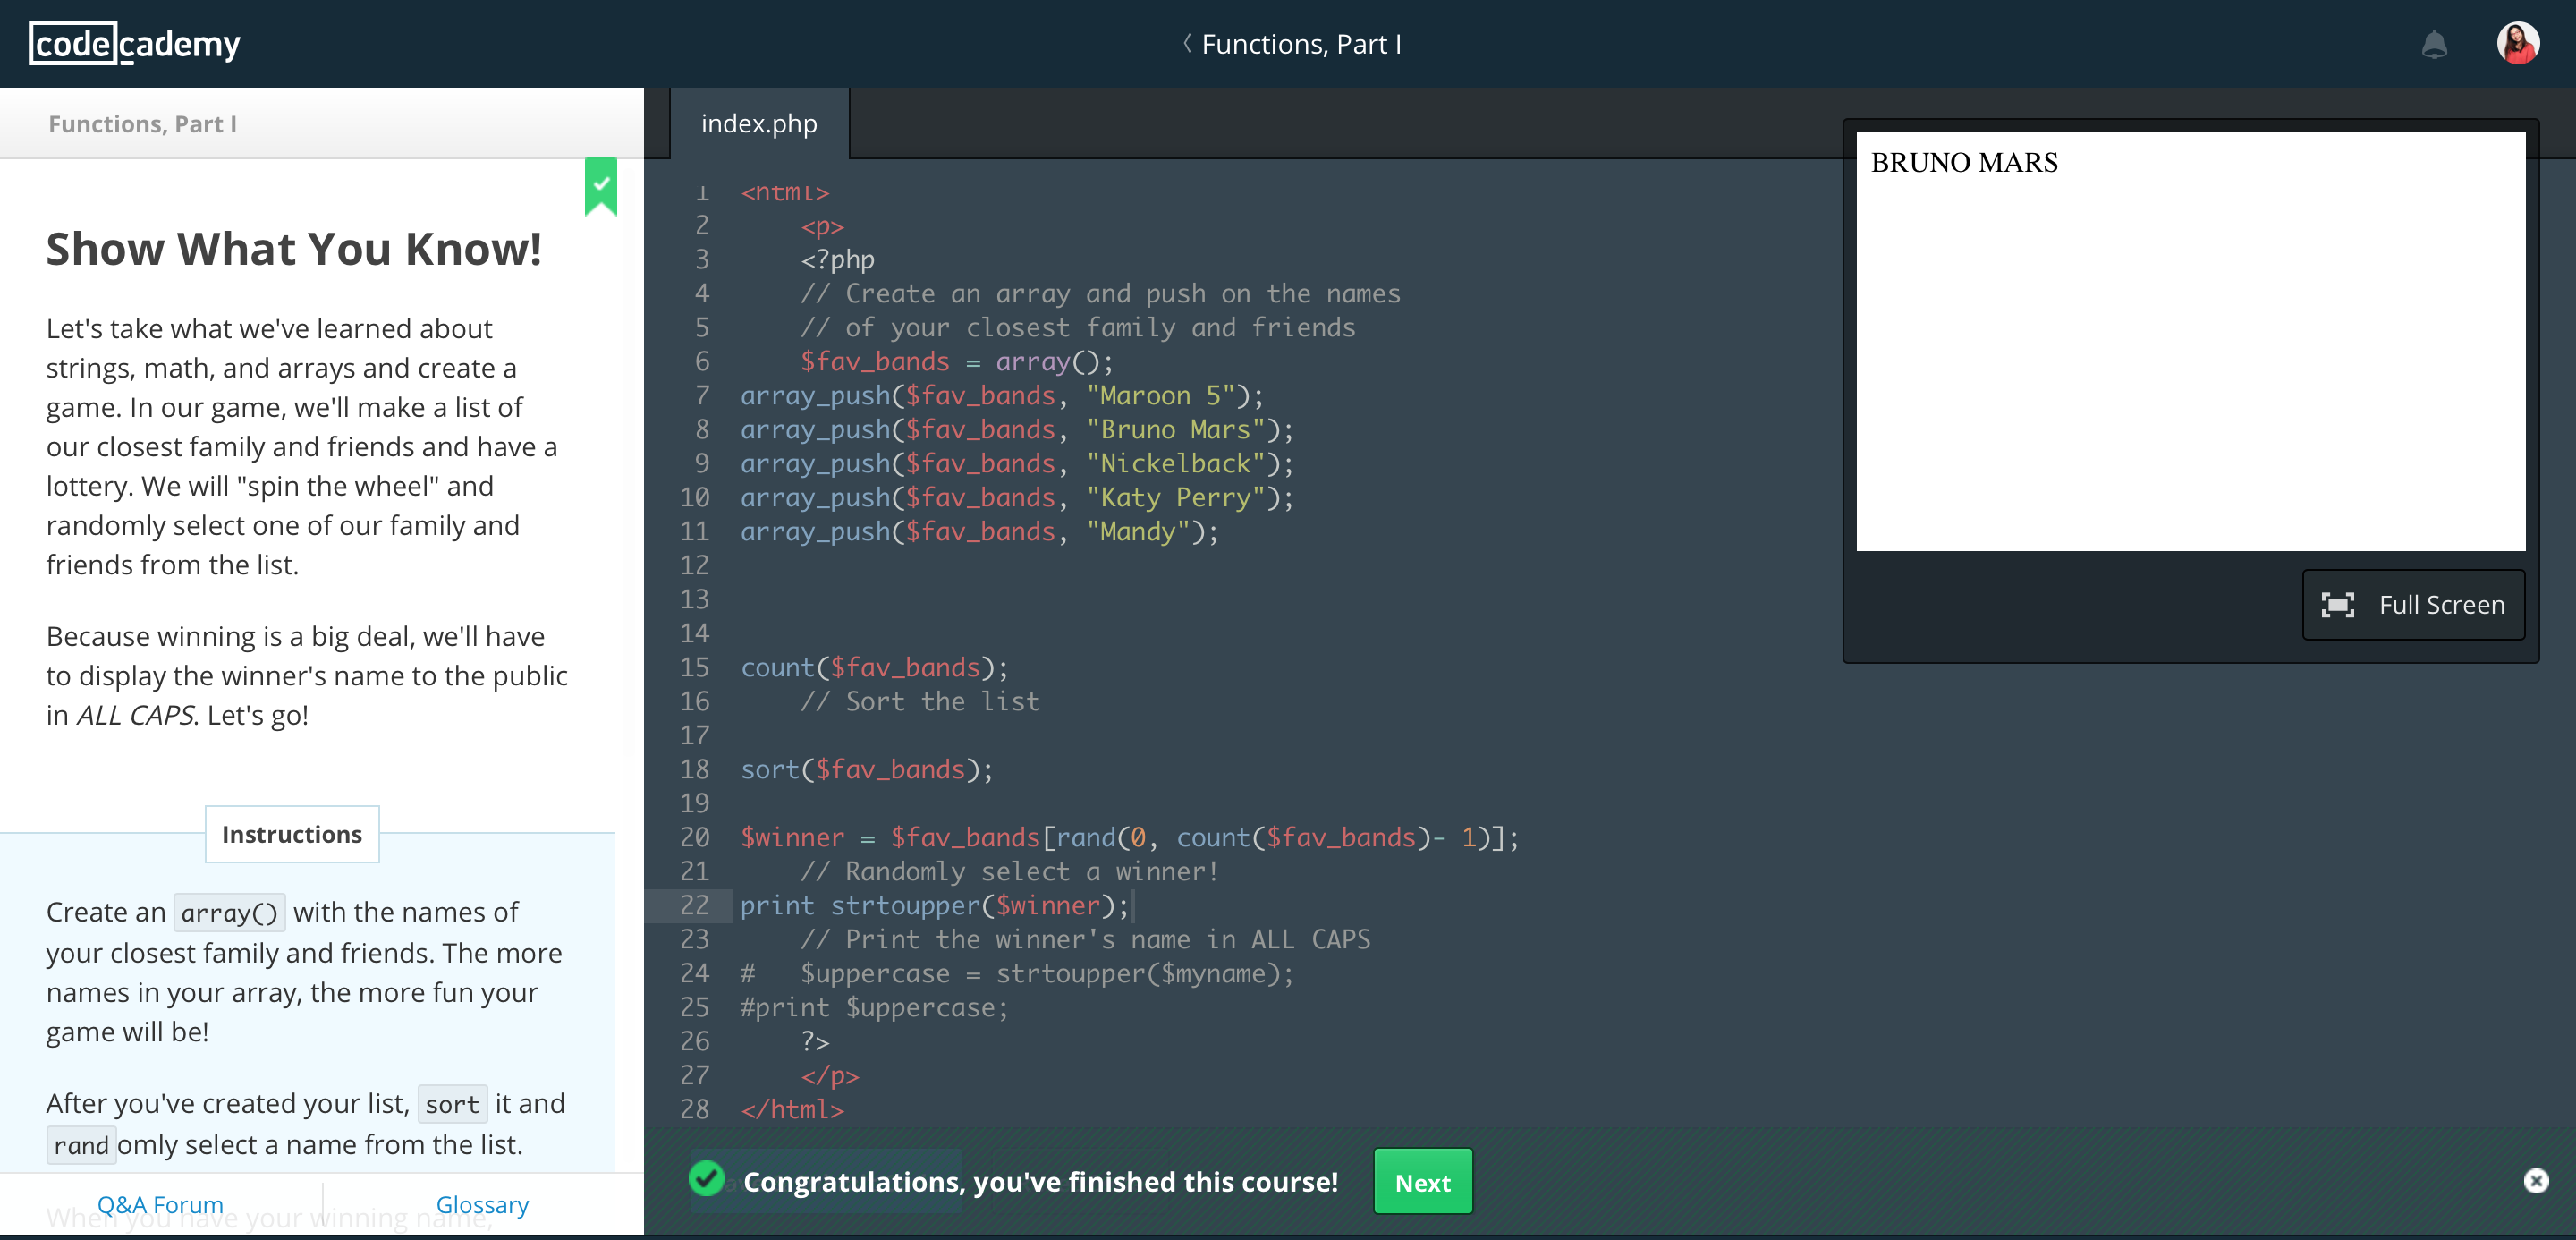 codecademy
Functions, Part I
Functions, Part I
Show What You Know!
Let's take what we've learned about
strings, math, and arrays and create a
game. In our game, we'll make a list of
our closest family and friends and have a
lottery. We will "spin the wheel" and
randomly select one of our family and
friends from the list.
Because winning is a big deal, we'll have
to display the winner's name to the public
in ALL CAPS. Let's go!
Instructions
Create an array() with the names of
your closest family and friends. The more
names in your array, the more fun your
game will be!
After you've created your list, sort it and
randomly select a name from the list.
When you have your winning name,
Q&A Forum
Glossary
index.php
1 <html>
2     <p>
3     <?php
4     // Create an array and push on the names
5     // of your closest family and friends
6     $fav_bands = array();
7 array_push($fav_bands, "Maroon 5");
8 array_push($fav_bands, "Bruno Mars");
9 array_push($fav_bands, "Nickelback");
10 array_push($fav_bands, "Katy Perry");
11 array_push($fav_bands, "Mandy");
12
13
14
15 count($fav_bands);
16     // Sort the list
17
18 sort($fav_bands);
19
20 $winner = $fav_bands[rand(0, count($fav_bands)- 1)];
21     // Randomly select a winner!
22 print strtoupper($winner);
23     // Print the winner's name in ALL CAPS
24 #   $uppercase = strtoupper($myname);
25 #print $uppercase;
26     ?>
27     </p>
28 </html>
BRUNO MARS
Full Screen
Congratulations, you've finished this course!
Next